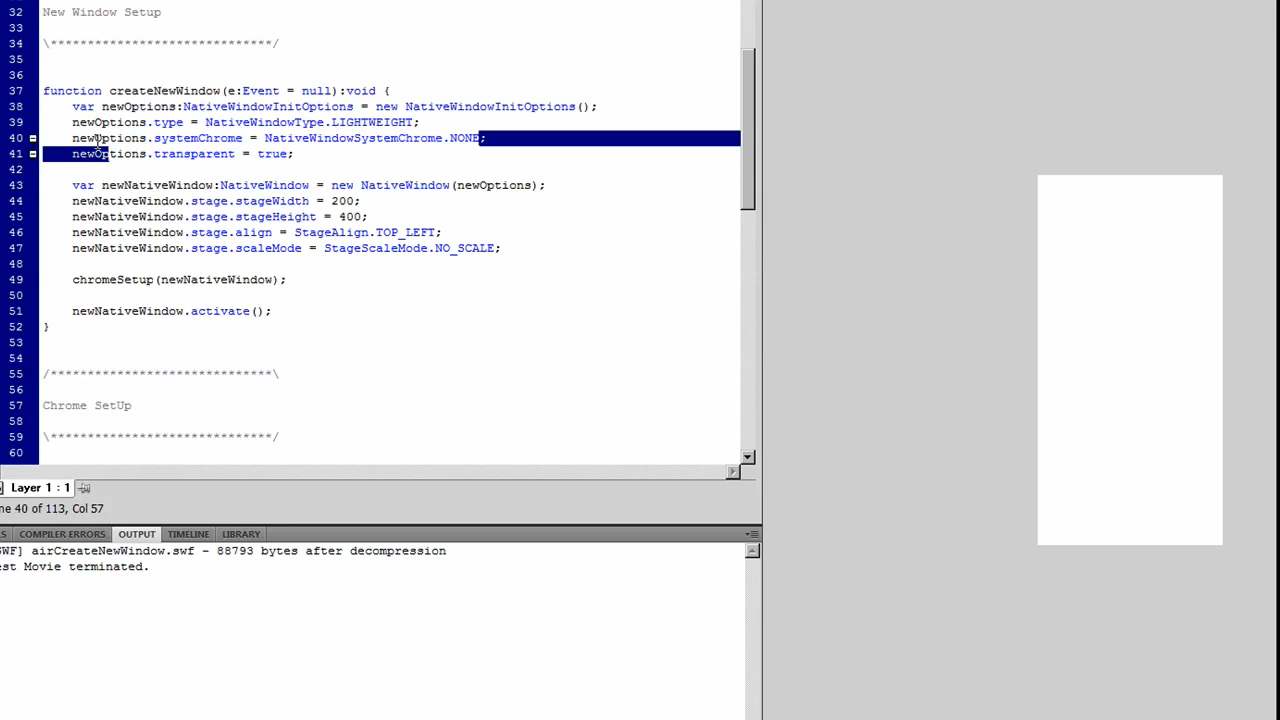 32 New Window Setup
33
34 \******************************/
35
36
37 function createNewWindow(e:Event = null):void {
38 var newOptions:NativeWindowInitOptions = new NativeWindowInitOptions();
39 newOptions.type = NativeWindowType.LIGHTWEIGHT;
40 newOptions.systemChrome = NativeWindowSystemChrome.NONE;
41 newOptions.transparent = true;
42
43 var newNativeWindow:NativeWindow = new NativeWindow(newOptions);
44 newNativeWindow.stage.stageWidth = 200;
45 newNativeWindow.stage.stageHeight = 400;
46 newNativeWindow.stage.align = StageAlign.TOP_LEFT;
47 newNativeWindow.stage.scaleMode = StageScaleMode.NO_SCALE;
48
49 chromeSetup(newNativeWindow);
50
51 newNativeWindow.activate();
52 }
53
54
55 /******************************\
56
57 Chrome SetUp
58
59 \******************************/
60
Layer 1 : 1
ne 40 of 113, Col 57
S COMPILER ERRORS OUTPUT TIMELINE LIBRARY
SWF] airCreateNewWindow.swf - 88793 bytes after decompression
est Movie terminated.